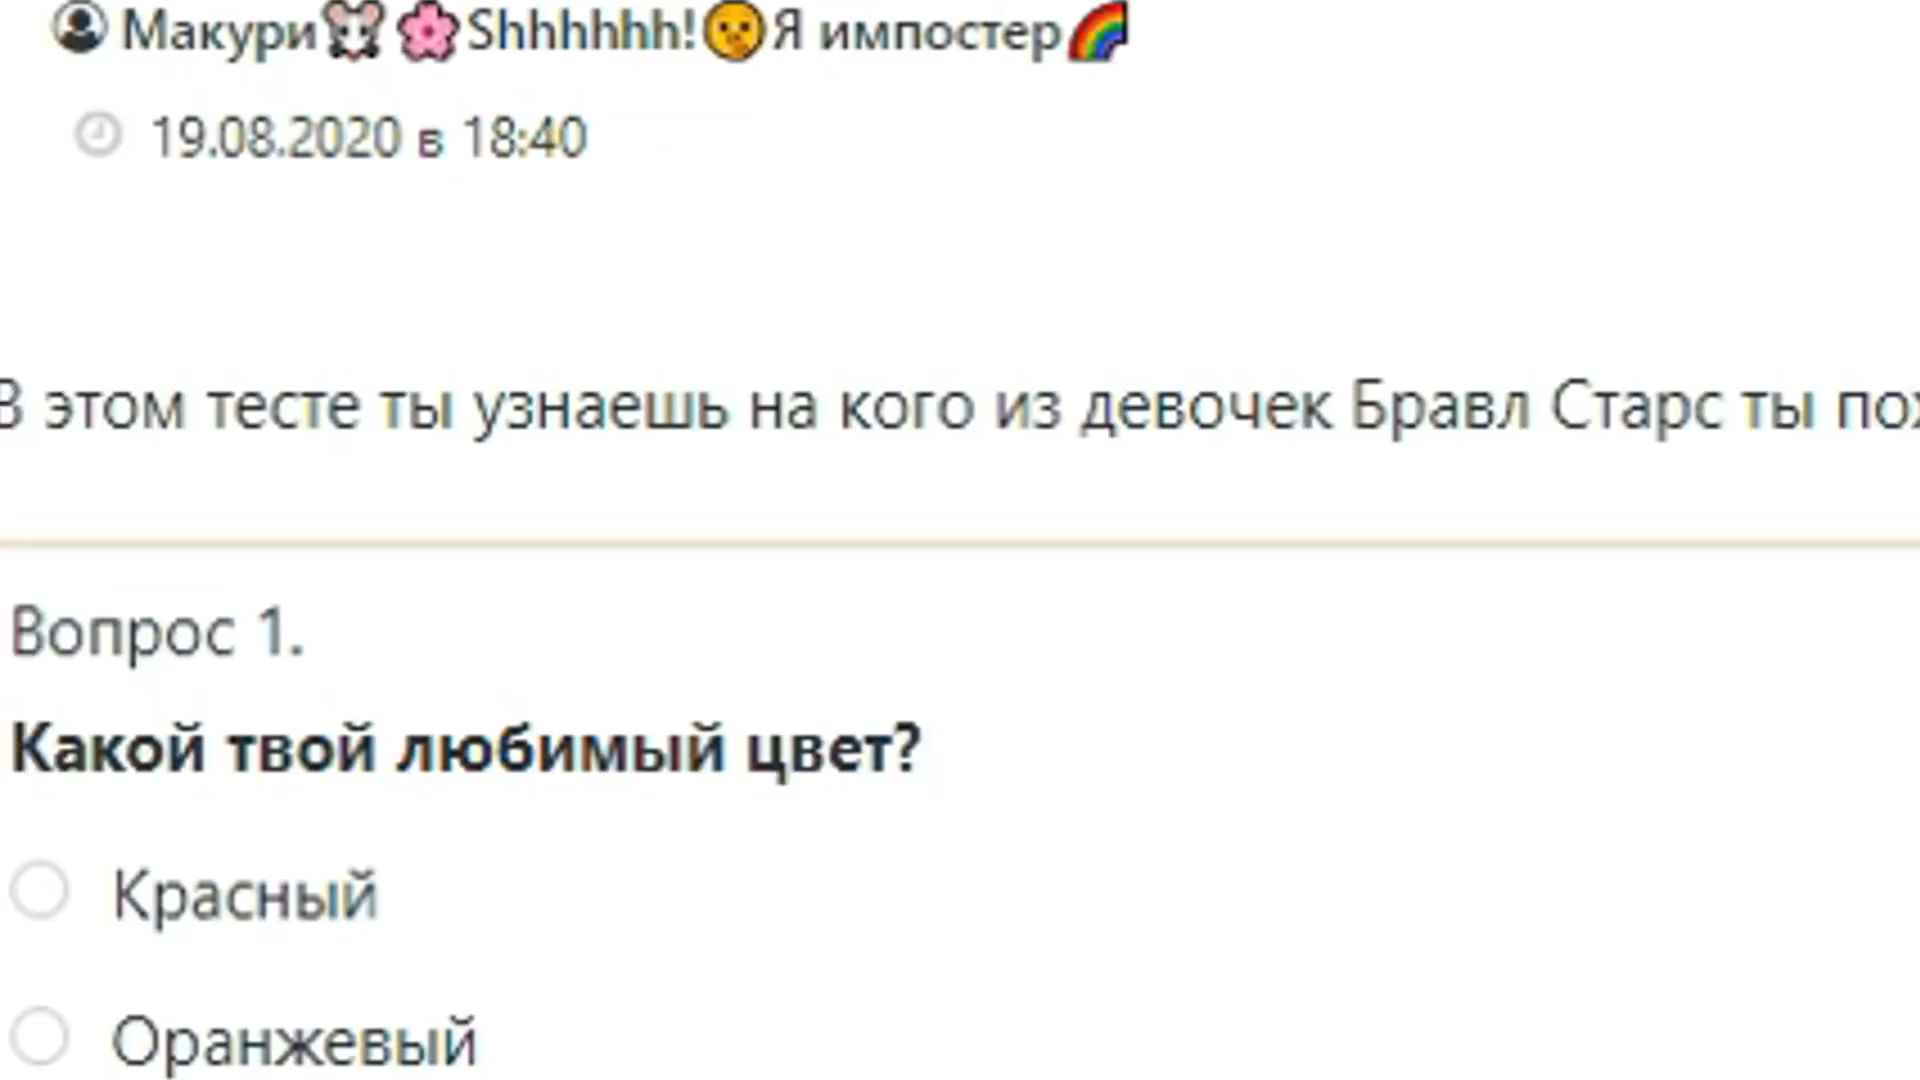 Макури🐭🌸Shhhhhh!🤫Я импостер🌈
19.08.2020 в 18:40
В этом тесте ты узнаешь на кого из девочек Бравл Старс ты
Вопрос 1.
Какой твой любимый цвет?
Красный
Оранжевый